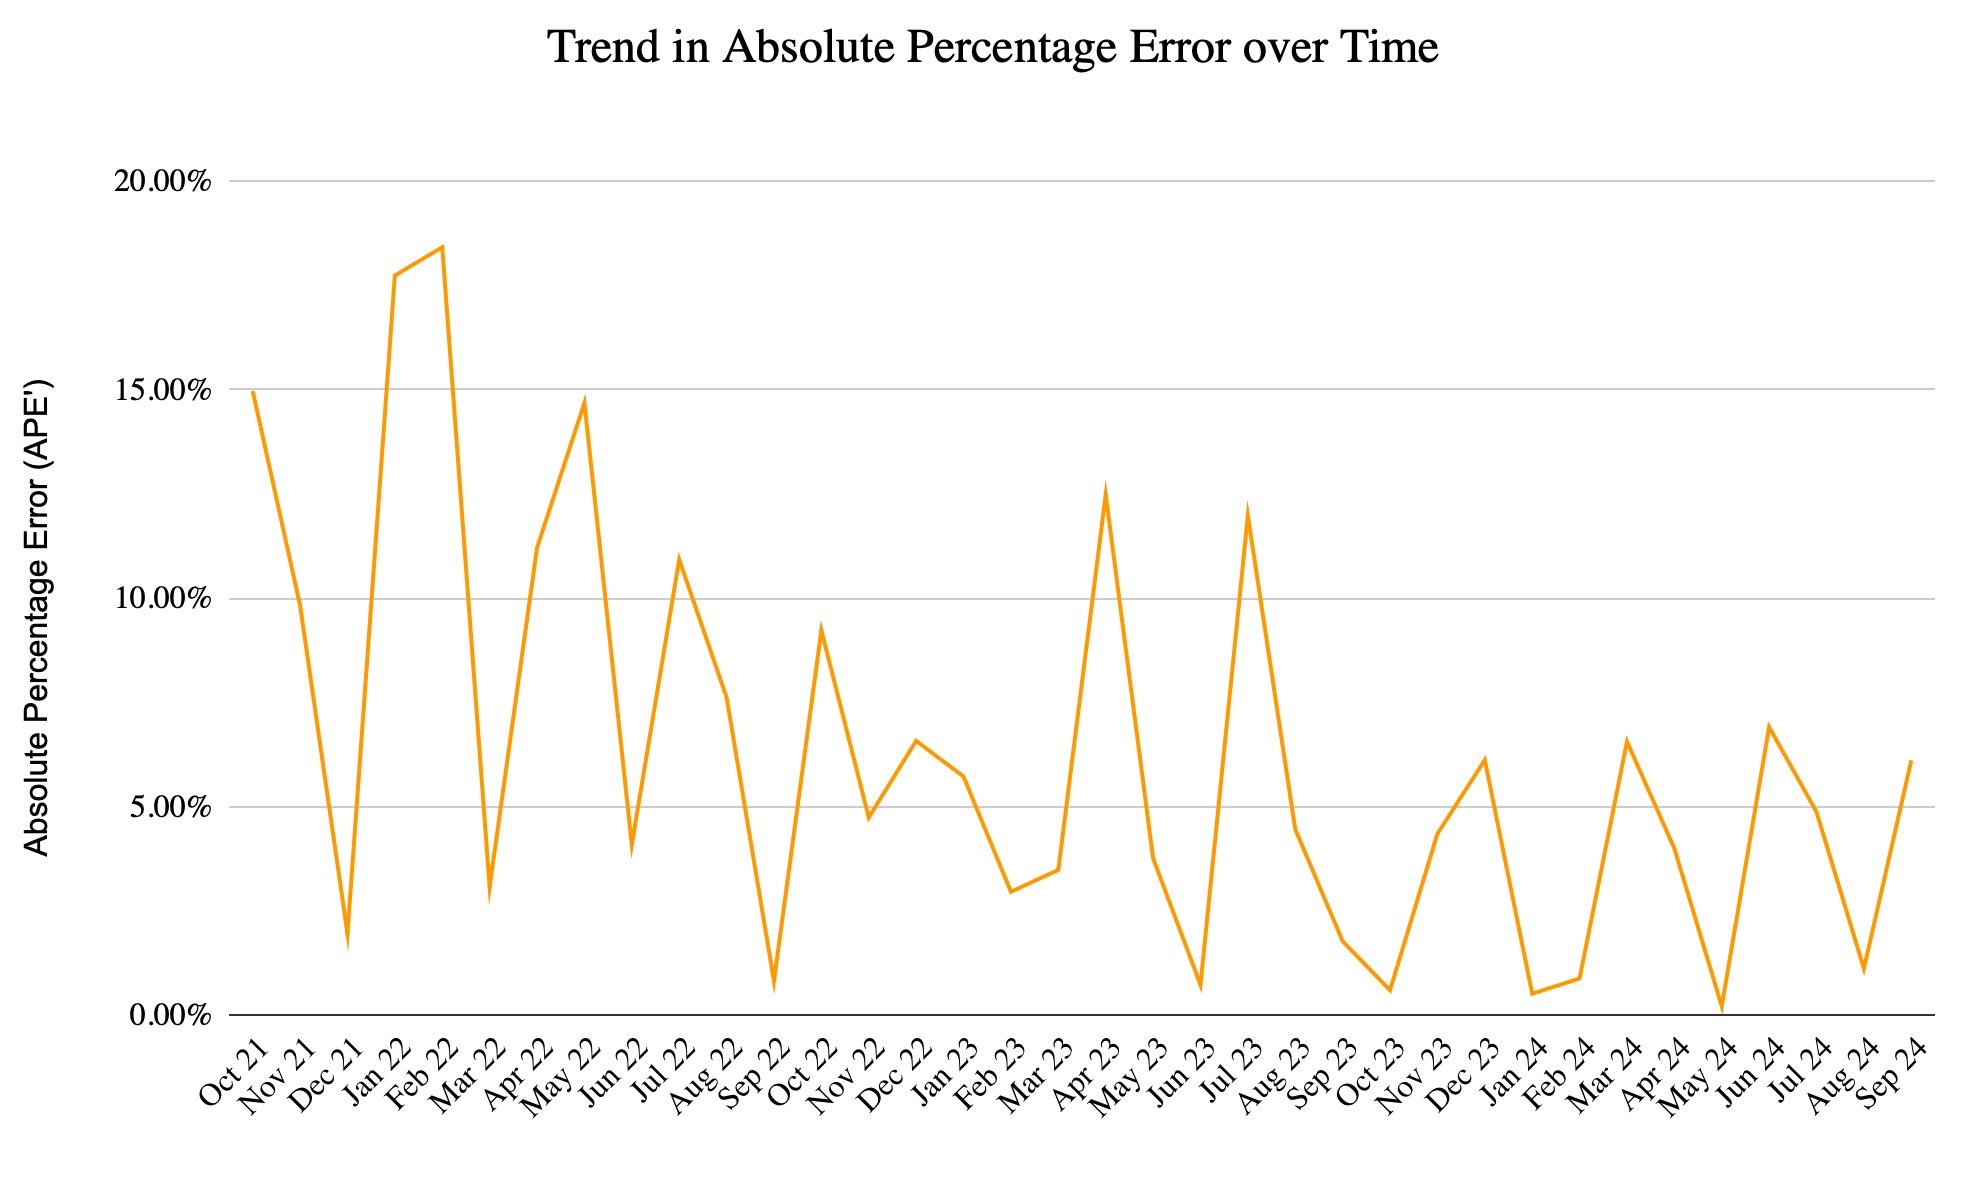 Trend in Absolute Percentage Error over Time
Absolute Percentage Error (APE')
20.00%
15.00%
10.00%
5.00%
0.00%
Oct 21
Nov 21
Dec 21
Jan 22
Feb 22
Mar 22
Apr 22
May 22
Jun 22
Jul 22
Aug 22
Sep 22
Oct 22
Nov 22
Dec 22
Jan 23
Feb 23
Mar 23
Apr 23
May 23
Jun 23
Jul 23
Aug 23
Sep 23
Oct 23
Nov 23
Dec 23
Jan 24
Feb 24
Mar 24
Apr 24
May 24
Jun 24
Jul 24
Aug 24
Sep 24